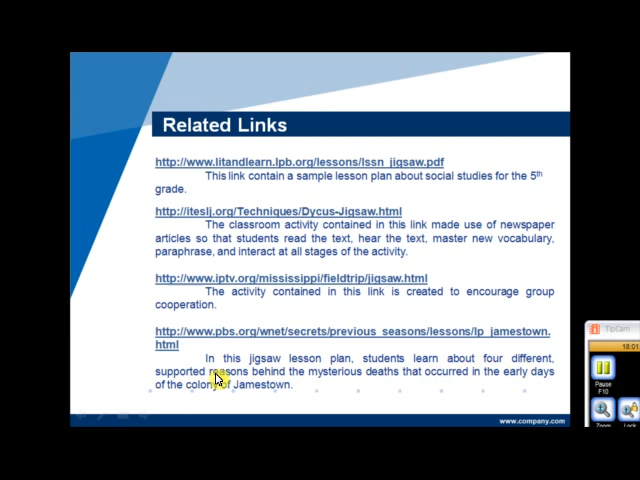 Related Links
http://www.litandlearn.lpb.org/lessons/lssn_jigsaw.pdf
This link contain a sample lesson plan about social studies for the 5th
grade.
http://iteslj.org/Techniques/Dycus-Jigsaw.html
The classroom activity contained in this link made use of newspaper
articles so that students read the text, hear the text, master new vocabulary,
paraphrase, and interact at all stages of the activity.
http://www.iptv.org/mississippi/fieldtrip/jigsaw.html
The activity contained in this link is created to encourage group
cooperation.
http://www.pbs.org/wnet/secrets/previous_seasons/lessons/lp_jamestown.
html
In this jigsaw lesson plan, students learn about four different,
supported reasons behind the mysterious deaths that occurred in the early days
of the colony of Jamestown.
www.company.com
TipCam
18:01
Pause
F10
Zoom
Lock